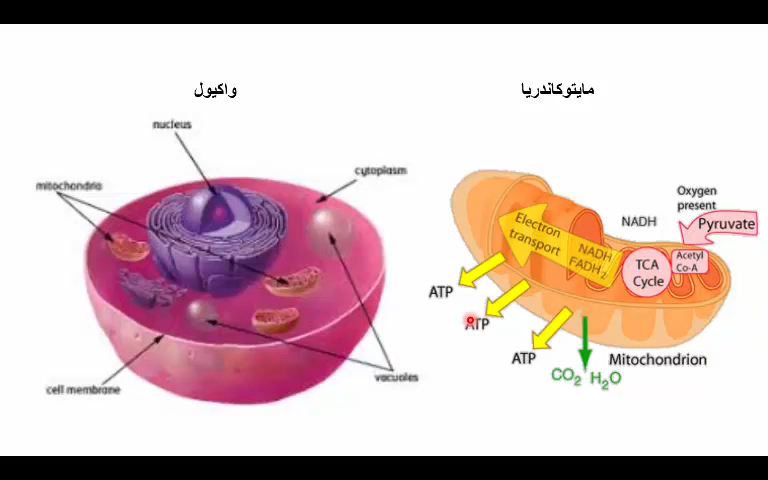 واكيول
مايتوكاندريا
nucleus
cytoplasm
mitochondria
vacuoles
cell membrane
Oxygen
present
NADH
Pyruvate
Electron
transport
NADH
FADH2
TCA
Cycle
Acetyl
Co-A
ATP
ATP
ATP
Mitochondrion
CO2 H2O